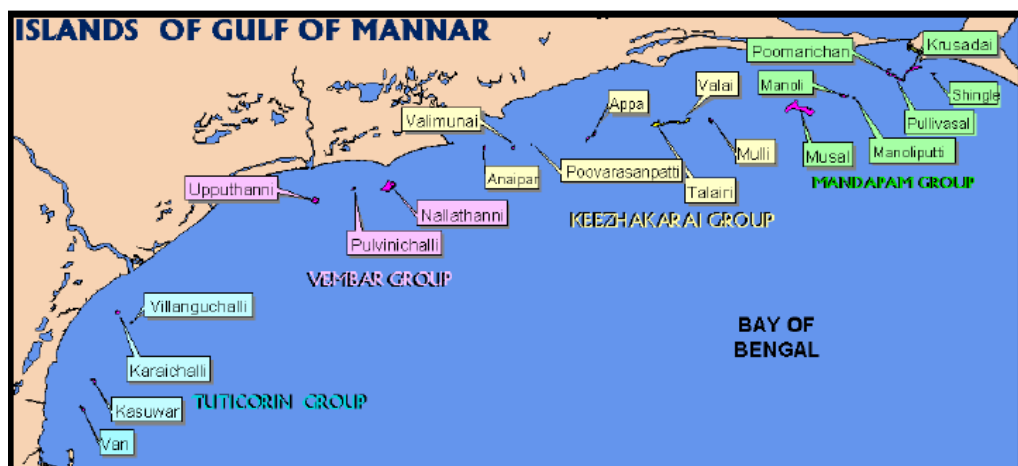 ISLANDS OF GULF OF MANNAR
Krusadai
Poomarichan
Shingle
Pullivasal
Manoli
Manoliputti
Musal
MANDAPAM GROUP
Valai
Appa
Valimunai
Mulli
Anaipar
Poovarasanpatti
Talairi
KEEZHAKARAI GROUP
Upputhanni
Nallathanni
Pulvinichalli
VEMBAR GROUP
Villanguchalli
Karaichalli
Kasuwar
Van
TUTICORIN GROUP
BAY OF
BENGAL